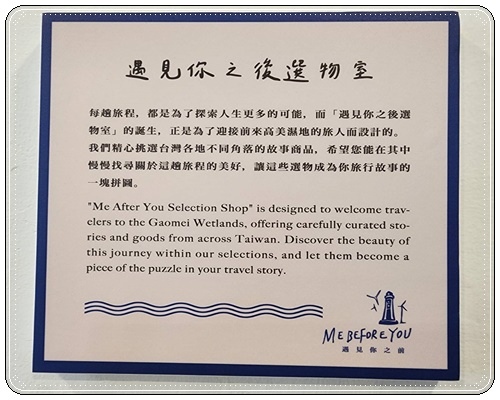 遇見你之後選物室
每趟旅程，都是為了探索人生更多的可能，而「遇見你之後選
物室」的誕生，正是為了迎接前來高美濕地的旅人而設計的。
我們精心挑選台灣各地不同角落的故事商品，希望您能在其中
慢慢找尋關於這趟旅程的美好，讓這些選物成為你旅行故事的
一塊拼圖。
"Me After You Selection Shop" is designed to welcome trav-
elers to the Gaomei Wetlands, offering carefully curated sto-
ries and goods from across Taiwan. Discover the beauty of
this journey within our selections, and let them become a
piece of the puzzle in your travel story.
ME BEFORE YOU
遇見你之前